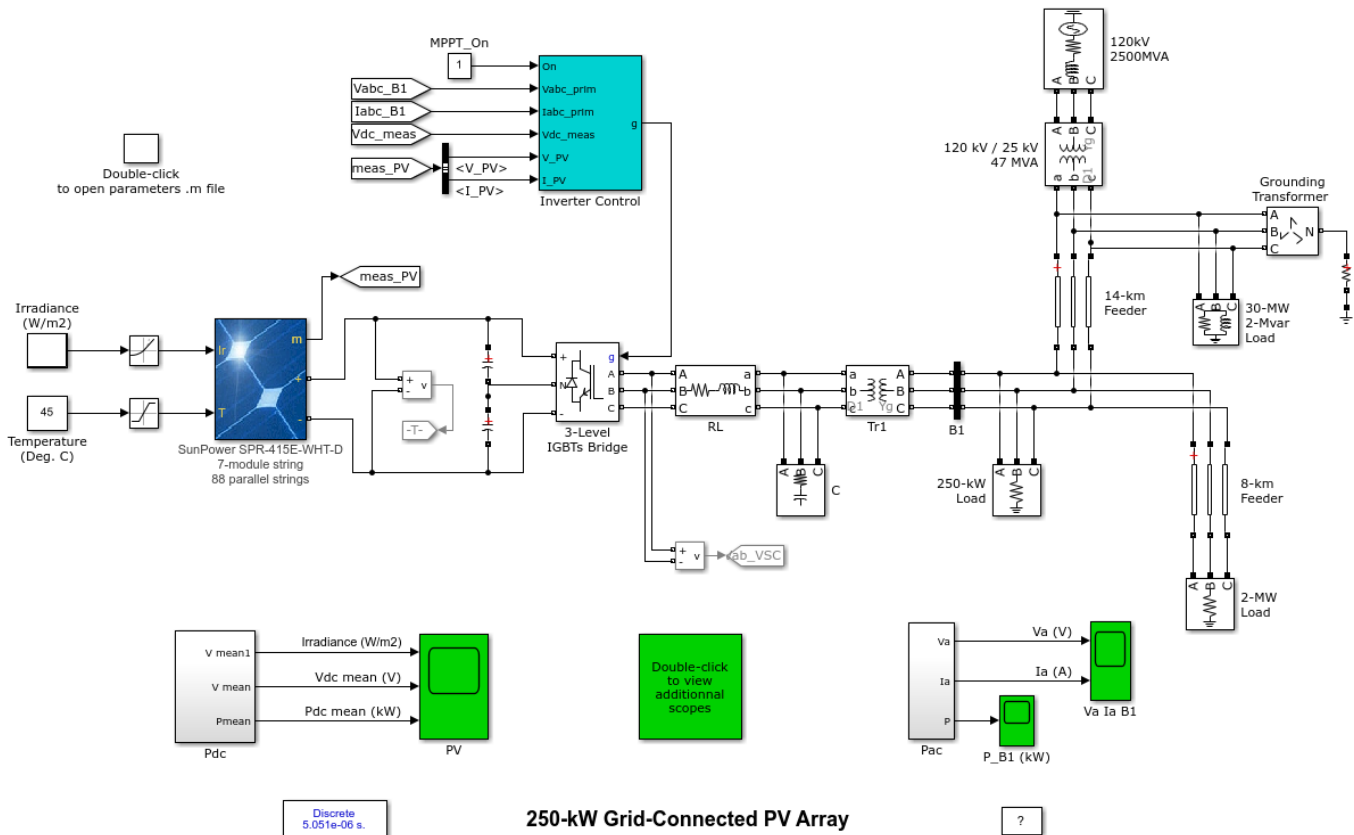 MPPT_On
1
Vabc_B1
Iabc_B1
Vdc_meas
meas_PV
<V_PV>
<I_PV>
On
Vabc_prim
Iabc_prim
Vdc_meas
V_PV
I_PV
g
Inverter Control
Double-click
to open parameters .m file
120kV
2500MVA
A B C
A B C
Yg
120 kV / 25 kV
47 MVA
D1
a b c
Grounding
Transformer
A
B
C
N
14-km
Feeder
A B C
30-MW
2-Mvar
Load
meas_PV
Irradiance
(W/m2)
45
Temperature
(Deg. C)
Ir
T
m
+
-
SunPower SPR-415E-WHT-D
7-module string
88 parallel strings
+
-
v
-T-
+
N
-
g
A
B
C
3-Level
IGBTs Bridge
A a
B b
C c
RL
a A
b B
c C
D1 Yg
Tr1
B1
A B C
C
A B C
250-kW
Load
8-km
Feeder
A B C
2-MW
Load
+
-
v
ab_VSC
V mean1
V mean
Pmean
Pdc
Irradiance (W/m2)
Vdc mean (V)
Pdc mean (kW)
PV
Double-click
to view
additionnal
scopes
Va
Ia
P
Pac
Va (V)
Ia (A)
Va Ia B1
P_B1 (kW)
Discrete
5.051e-06 s.
250-kW Grid-Connected PV Array
?